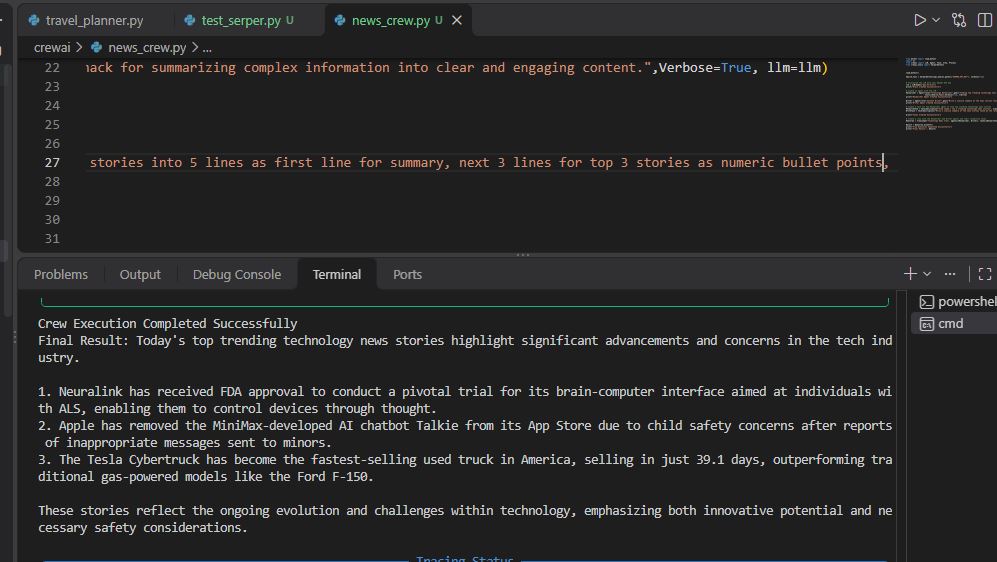 travel_planner.py
test_serper.py U
news_crew.py U
crewai > news_crew.py > ...
22 nack for summarizing complex information into clear and engaging content.",Verbose=True, llm=llm)
23
24
25
26
27 stories into 5 lines as first line for summary, next 3 lines for top 3 stories as numeric bullet points,
28
29
30
31
Problems Output Debug Console Terminal Ports
powershel
cmd
Crew Execution Completed Successfully
Final Result: Today's top trending technology news stories highlight significant advancements and concerns in the tech ind
ustry.
1. Neuralink has received FDA approval to conduct a pivotal trial for its brain-computer interface aimed at individuals wi
th ALS, enabling them to control devices through thought.
2. Apple has removed the MiniMax-developed AI chatbot Talkie from its App Store due to child safety concerns after reports
of inappropriate messages sent to minors.
3. The Tesla Cybertruck has become the fastest-selling used truck in America, selling in just 39.1 days, outperforming tra
ditional gas-powered models like the Ford F-150.
These stories reflect the ongoing evolution and challenges within technology, emphasizing both innovative potential and ne
cessary safety considerations.
Tracing Status